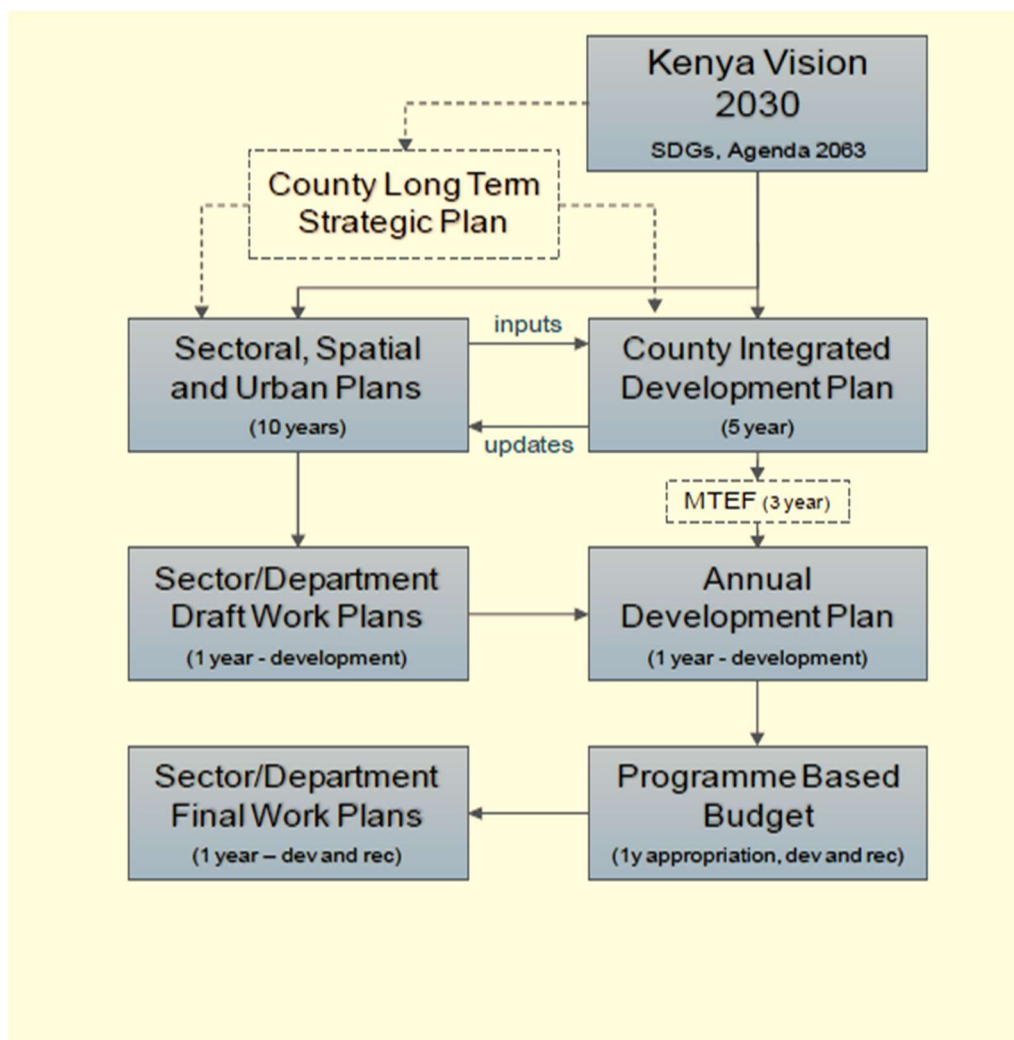 Kenya Vision
2030
SDGs, Agenda 2063
County Long Term
Strategic Plan
Sectoral, Spatial
and Urban Plans
(10 years)
inputs
updates
County Integrated
Development Plan
(5 year)
MTEF (3 year)
Sector/Department
Draft Work Plans
(1 year - development)
Annual
Development Plan
(1 year - development)
Sector/Department
Final Work Plans
(1 year – dev and rec)
Programme Based
Budget
(1y appropriation, dev and rec)